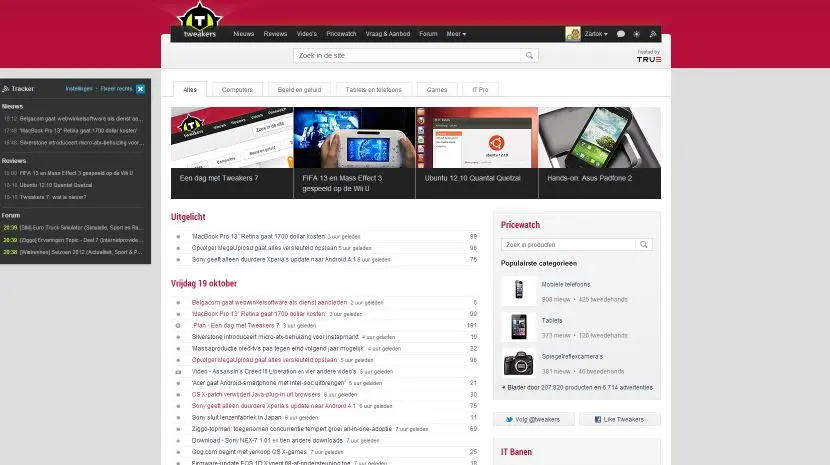 tweakers
Nieuws Reviews Video's Pricewatch Vraag & Aanbod Forum Meer
Zarlok
Zoek in de site
hosted by
TRUE
Tracker Instellingen • Fixeer rechts
Nieuws
18:12 Belgacom gaat webwinkelsoftware als dienst aa...
17:48 'MacBook Pro 13" Retina gaat 1700 dollar kosten'
16:48 Silverstone introduceert micro-atx-behuizing voor...
Reviews
16:00 FIFA 13 en Mass Effect 3 gespeeld op de Wii U
Ubuntu 12.10 Quantal Quetzal
Tweakers 7: wat is nieuw?
Forum
20:39 Euro Truck Simulator (Simulatie, Sport en Ra...
20:39 [Ziggo] Ervaringen Topic - Deel 7 (Internetprovide...
20:38 [Wielrennen] Seizoen 2012 (Actualiteit, Sport & P...
Alles Computers Beeld en geluid Tablets en telefoons Games IT Pro
Een dag met Tweakers 7
FIFA 13 en Mass Effect 3
gespeeld op de Wii U
Ubuntu 12.10 Quantal Quetzal
Hands-on: Asus Padfone 2
Uitgelicht
'MacBook Pro 13" Retina gaat 1700 dollar kosten' 3 uur geleden 99
Opvolger MegaUpload gaat alles versleuteld opslaan 5 uur geleden 96
Sony geeft alleen duurdere Xperia's update naar Android 4.1 6 uur geleden 75
Vrijdag 19 oktober
Belgacom gaat webwinkelsoftware als dienst aanbieden 2 uur geleden 6
'MacBook Pro 13" Retina gaat 1700 dollar kosten' 3 uur geleden 99
.Plan - Een dag met Tweakers 7 3 uur geleden 191
Silverstone introduceert micro-atx-behuizing voor instapmarkt 4 uur geleden 10
'Massaproductie oled-tv's pas tegen eind volgend jaar mogelijk' 4 uur geleden 22
Opvolger MegaUpload gaat alles versleuteld opslaan 5 uur geleden 96
Video - Assassin's Creed III Liberation en vier andere video's 5 uur geleden
'Acer gaat Android-smartphone met Intel-soc uitbrengen' 5 uur geleden 21
OS X-patch verwijdert Java-plug-in uit browsers 6 uur geleden 30
Sony geeft alleen duurdere Xperia's update naar Android 4.1 6 uur geleden 75
Sony sluit lenzenfabriek in Japan 6 uur geleden 11
Ziggo-topman: toegenomen concurrentie tempert groei all-in-one-adoptie 7 uur geleden 69
Download - Sony NEX-7 1.01 en tien andere downloads 7 uur geleden
Gog.com begint met verkoop OS X-games 7 uur geleden 25
Firmware-update EOS 1D X voegt f/8-af-ondersteuning toe
Pricewatch
Zoek in producten
Populairste categorieën
Mobiele telefoons
908 nieuw • 425 tweedehands
Tablets
373 nieuw • 126 tweedehands
Spiegelreflexcamera's
381 nieuw • 46 tweedehands
Blader door 207.820 producten en 6.714 advertenties
Volg @tweakers
Like Tweakers
IT Banen